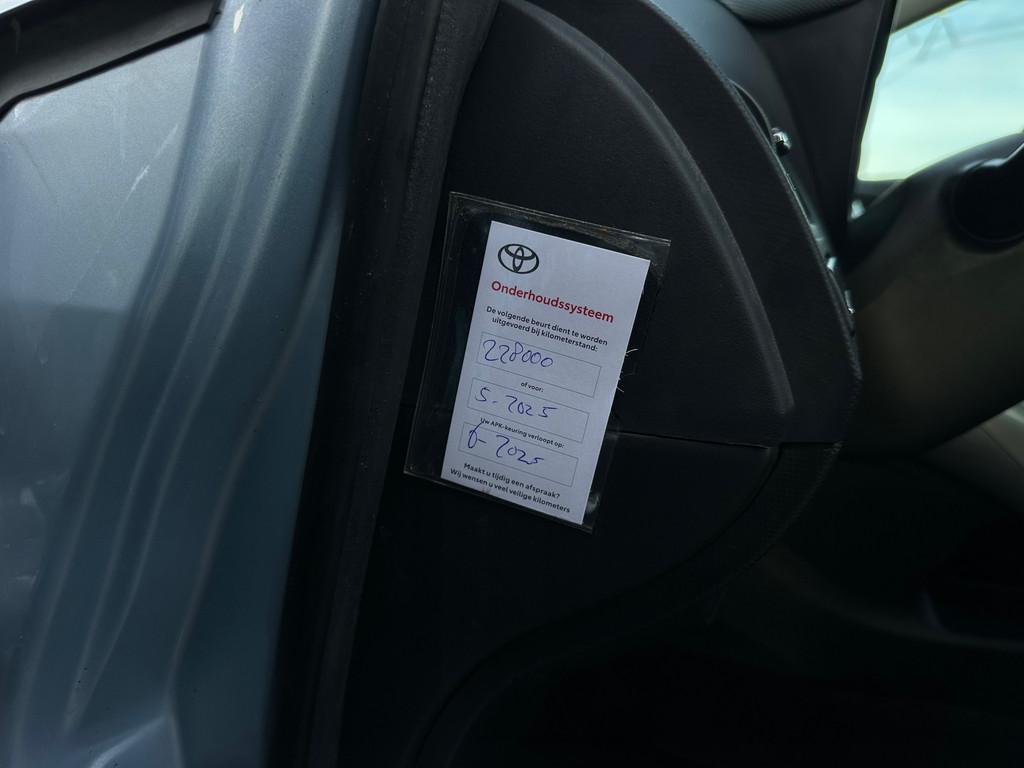 Onderhoudssysteem
De volgende beurt dient te worden
uitgevoerd bij kilometerstand:
228000
of voor:
5-2025
Uw APK-keuring verloopt op:
6-2025
Maakt u tijdig een afspraak?
Wij wensen u veel veilige kilometers